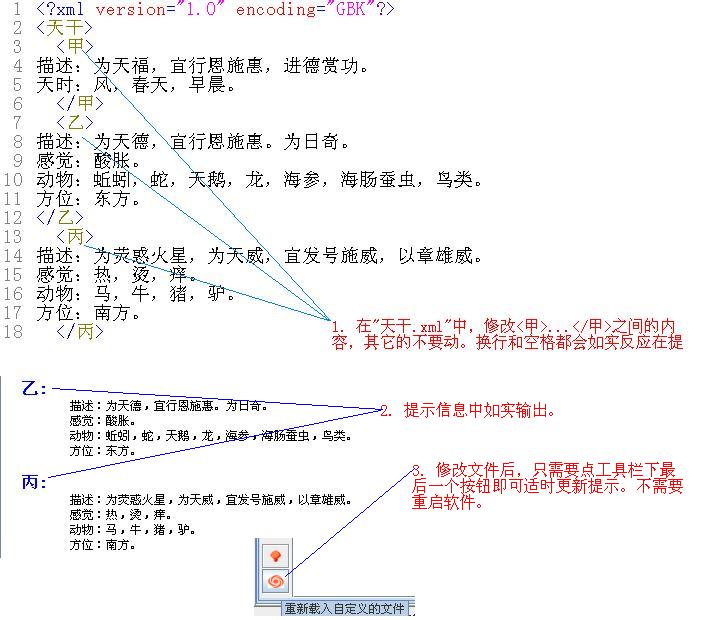 1 <?xml version="1.0" encoding="GBK"?>
2 <天干>
3 <甲>
4 描述：为天福，宜行恩施惠，进德赏功。
5 天时：风，春天，早晨。
6 </甲>
7 <乙>
8 描述：为天德，宜行恩施惠。为日奇。
9 感觉：酸胀。
10 动物：蚯蚓，蛇，天鹅，龙，海参，海肠蚕虫，鸟类。
11 方位：东方。
12 </乙>
13 <丙>
14 描述：为荧惑火星，为天威，宜发号施威，以章雄威。
15 感觉：热，烫，痒。
16 动物：马，牛，猪，驴。
17 方位：南方。
18 </丙>
1. 在"天干.xml"中，修改<甲>...</甲>之间的内
容，其它的不要动。换行和空格都会如实反应在提
乙：
描述：为天德，宜行恩施惠。为日奇。
感觉：酸胀。
动物：蚯蚓，蛇，天鹅，龙，海参，海肠蚕虫，鸟类。
方位：东方。
2. 提示信息中如实输出。
丙：
描述：为荧惑火星，为天威，宜发号施威，以章雄威。
感觉：热，烫，痒。
动物：马，牛，猪，驴。
方位：南方。
3. 修改文件后，只需要点工具栏下最
后一个按钮即可适时更新提示。不需要
重启软件。
重新载入自定义的文件